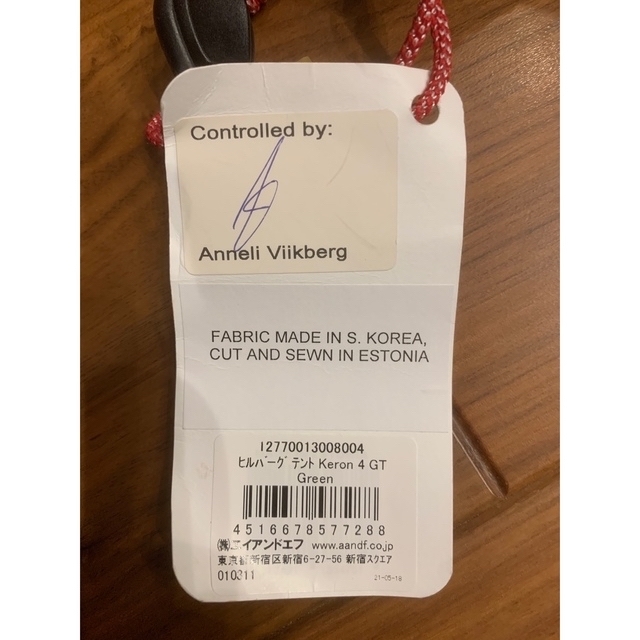 Controlled by:
Anneli Viikberg
FABRIC MADE IN S. KOREA,
CUT AND SEWN IN ESTONIA
12770013008004
ﾋﾙﾊﾞｰｸﾞ ﾃﾝﾄ Keron 4 GT
Green
4516678577288
㈱エイアンドエフ www.aandf.co.jp
東京都新宿区新宿6-27-56 新宿スクエア
010311 21-05-18